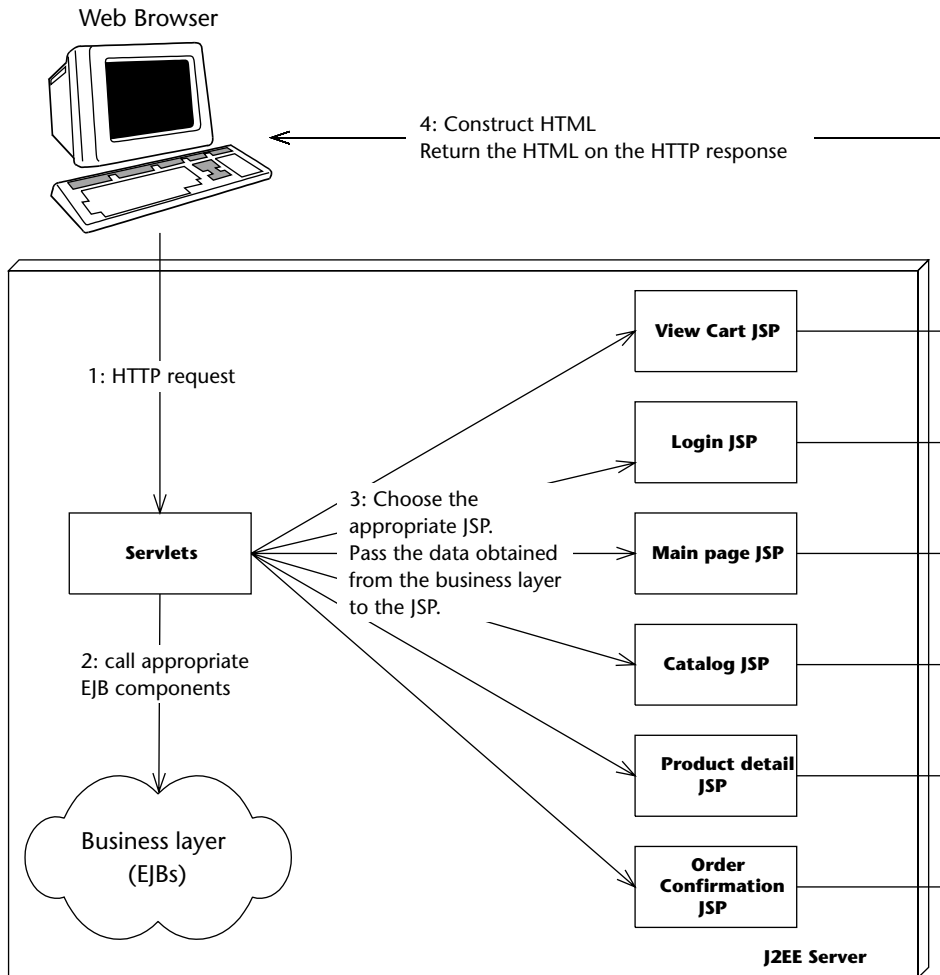 Web Browser
4: Construct HTML
Return the HTML on the HTTP response
1: HTTP request
View Cart JSP
Login JSP
3: Choose the
appropriate JSP.
Pass the data obtained
from the business layer
to the JSP.
Servlets
Main page JSP
2: call appropriate
EJB components
Catalog JSP
Product detail
JSP
Business layer
(EJBs)
Order
Confirmation
JSP
J2EE Server